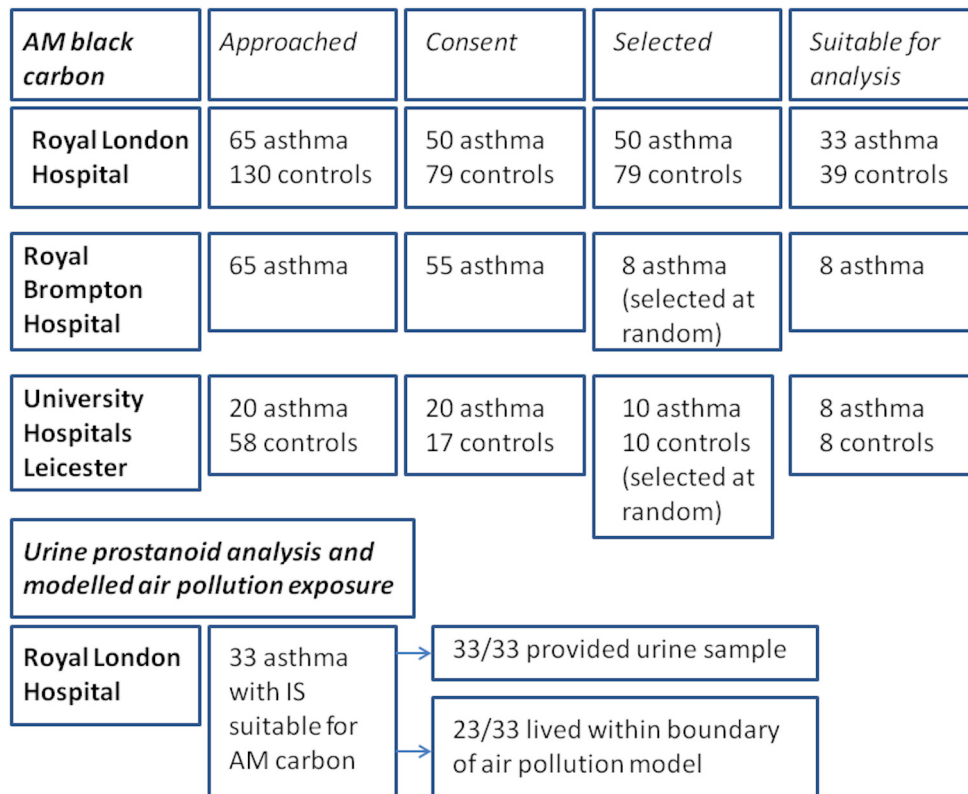 AM black
carbon
Approached
Consent
Selected
Suitable for
analysis
Royal London
Hospital
65 asthma
130 controls
50 asthma
79 controls
50 asthma
79 controls
33 asthma
39 controls
Royal
Brompton
Hospital
65 asthma
55 asthma
8 asthma
(selected at
random)
8 asthma
University
Hospitals
Leicester
20 asthma
58 controls
20 asthma
17 controls
10 asthma
10 controls
(selected at
random)
8 asthma
8 controls
Urine prostanoid analysis and
modelled air pollution exposure
Royal London
Hospital
33 asthma
with IS
suitable for
AM carbon
33/33 provided urine sample
23/33 lived within boundary
of air pollution model